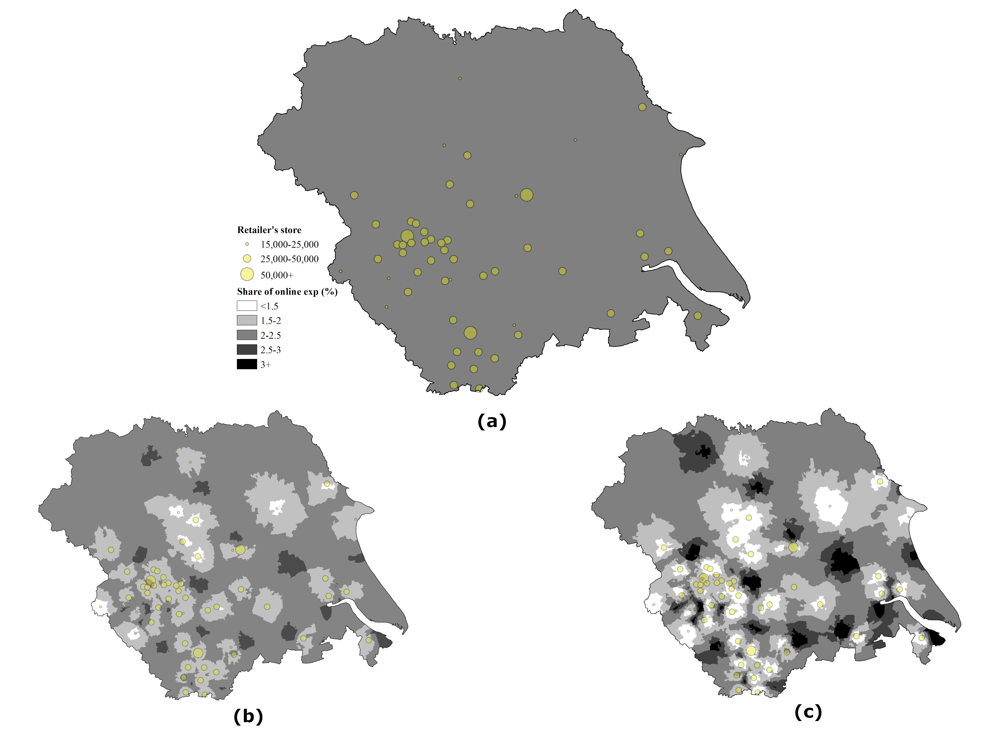 Retailer's store
15,000-25,000
25,000-50,000
50,000+
Share of online exp (%)
<1.5
1.5-2
2-2.5
2.5-3
3+
(a)
(b)
(c)